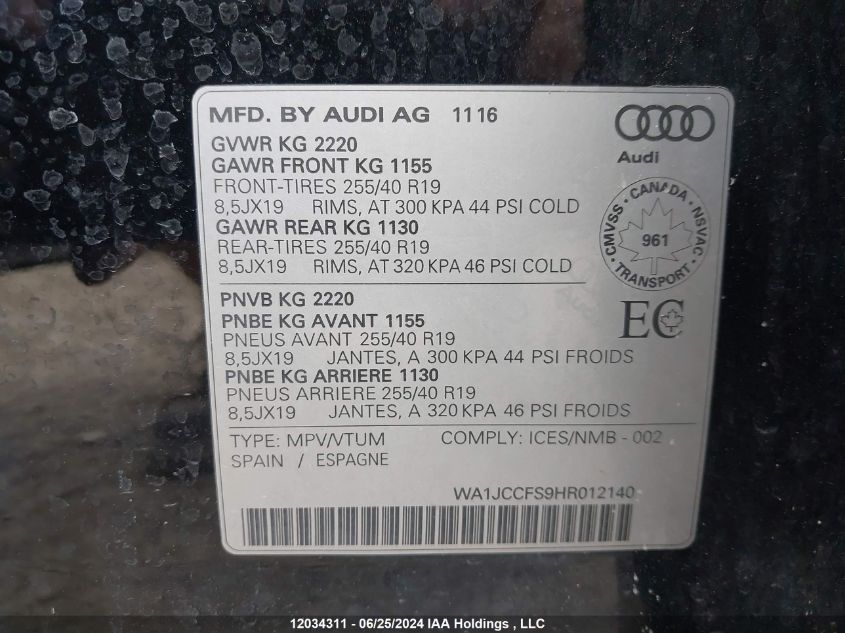 MFD. BY AUDI AG 1116
GVWR KG 2220
GAWR FRONT KG 1155
FRONT-TIRES 255/40 R19
8,5JX19 RIMS, AT 300 KPA 44 PSI COLD
GAWR REAR KG 1130
REAR-TIRES 255/40 R19
8,5JX19 RIMS, AT 320 KPA 46 PSI COLD
Audi
CANADA
CMVSS - NSVAC
961
TRANSPORT
PNVB KG 2220
PNBE KG AVANT 1155
PNEUS AVANT 255/40 R19
8,5JX19 JANTES, A 300 KPA 44 PSI FROIDS
PNBE KG ARRIERE 1130
PNEUS ARRIERE 255/40 R19
8,5JX19 JANTES, A 320 KPA 46 PSI FROIDS
EC
TYPE: MPV/VTUM COMPLY: ICES/NMB - 002
SPAIN / ESPAGNE
WA1JCCFS9HR012140
12034311 - 06/25/2024 IAA Holdings , LLC